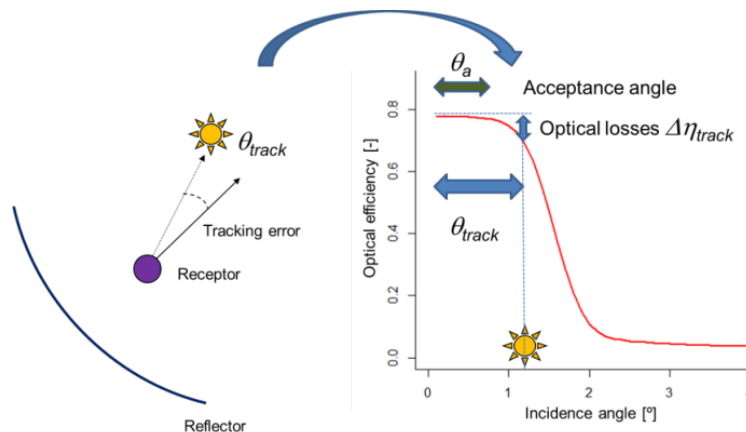 θtrack
Tracking error
Receptor
Reflector
θa
Acceptance angle
Optical losses Δηtrack
θtrack
Optical efficiency [-]
0.8
0.6
0.4
0.2
0.0
0 1 2 3
Incidence angle [º]